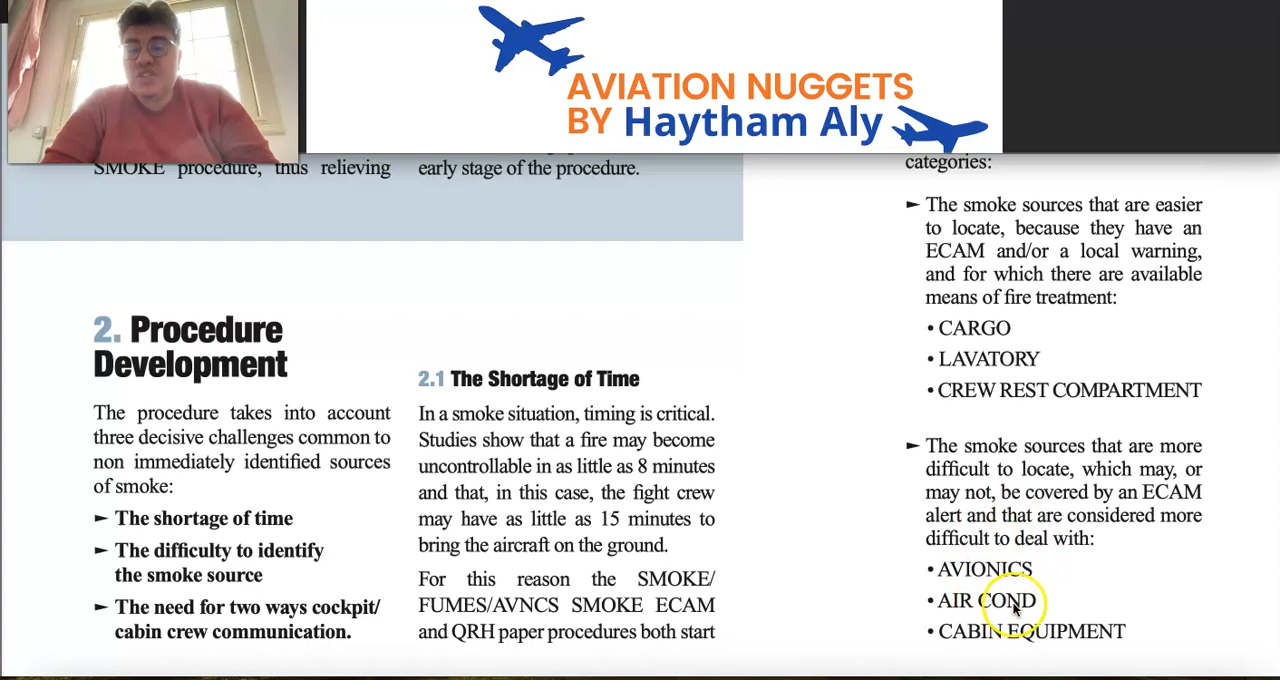 AVIATION NUGGETS
BY Haytham Aly
SMOKE procedure, thus relieving
early stage of the procedure.
2. Procedure
Development
The procedure takes into account
three decisive challenges common to
non immediately identified sources
of smoke:
► The shortage of time
► The difficulty to identify
the smoke source
► The need for two ways cockpit/
cabin crew communication.
2.1 The Shortage of Time
In a smoke situation, timing is critical.
Studies show that a fire may become
uncontrollable in as little as 8 minutes
and that, in this case, the fight crew
may have as little as 15 minutes to
bring the aircraft on the ground.
For this reason the SMOKE/
FUMES/AVNCS SMOKE ECAM
and QRH paper procedures both start
categories:
► The smoke sources that are easier
to locate, because they have an
ECAM and/or a local warning,
and for which there are available
means of fire treatment:
• CARGO
• LAVATORY
• CREW REST COMPARTMENT
► The smoke sources that are more
difficult to locate, which may, or
may not, be covered by an ECAM
alert and that are considered more
difficult to deal with:
• AVIONICS
• AIR COND
• CABIN EQUIPMENT